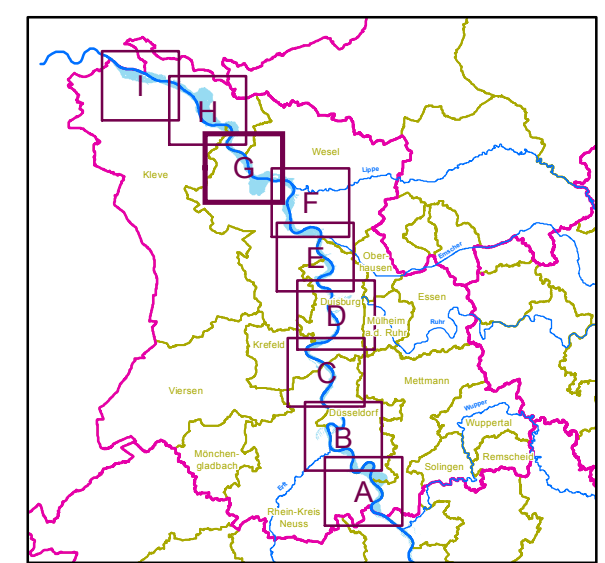 I
H
Wesel
G
Kleve
Lippe
F
E
Ober-
hausen
Emscher
Duisburg
D
Essen
Mülheim
a.d. Ruhr
Ruhr
Krefeld
C
Mettmann
Viersen
Düsseldorf
Wupper
B
Wuppertal
Mönchen-
gladbach
Solingen
Remscheid
Erft
A
Rhein-Kreis
Neuss